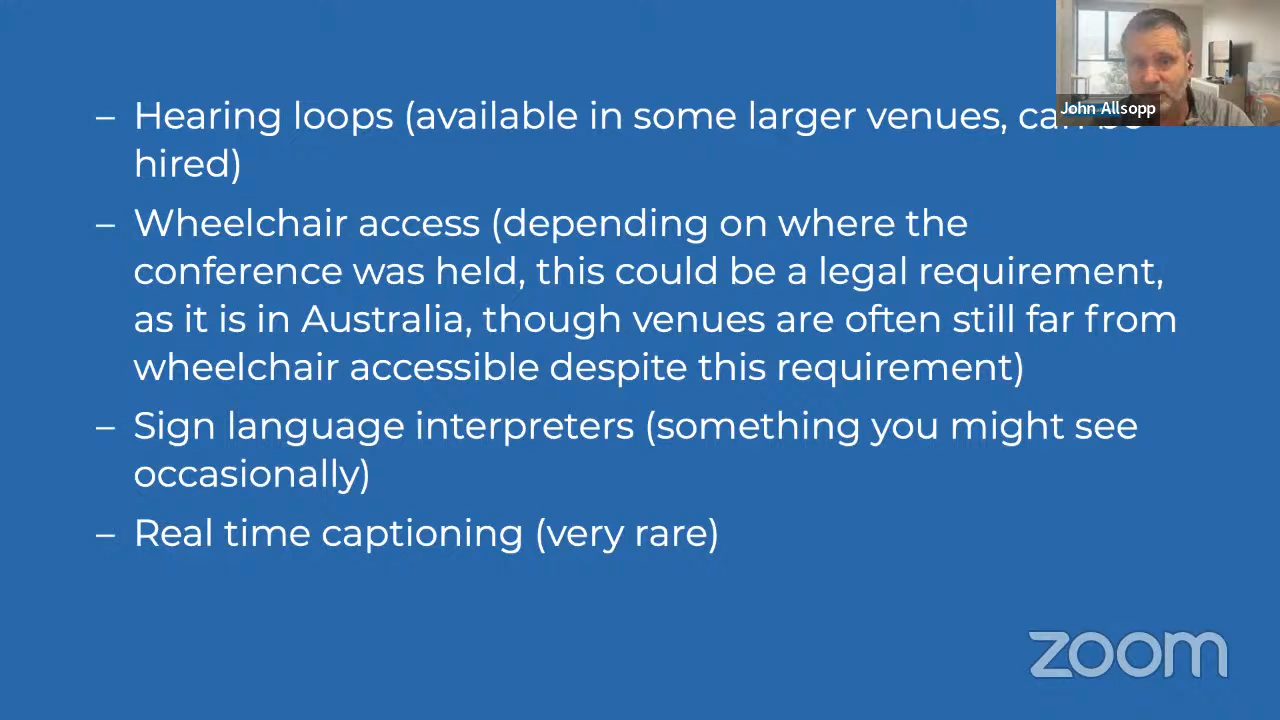 – Hearing loops (available in some larger venues, can be
hired)
– Wheelchair access (depending on where the
conference was held, this could be a legal requirement,
as it is in Australia, though venues are often still far from
wheelchair accessible despite this requirement)
– Sign language interpreters (something you might see
occasionally)
– Real time captioning (very rare)
John Allsopp
zoom